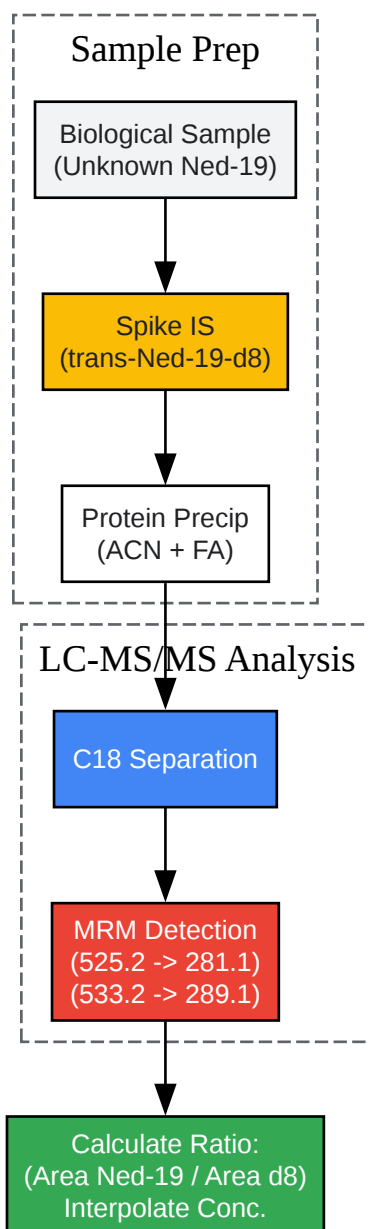 Sample Prep
Biological Sample
(Unknown Ned-19)
Spike IS
(trans-Ned-19-d8)
Protein Precip
(ACN + FA)
LC-MS/MS Analysis
C18 Separation
MRM Detection
(525.2 -> 281.1)
(533.2 -> 289.1)
Calculate Ratio:
(Area Ned-19 / Area d8)
Interpolate Conc.